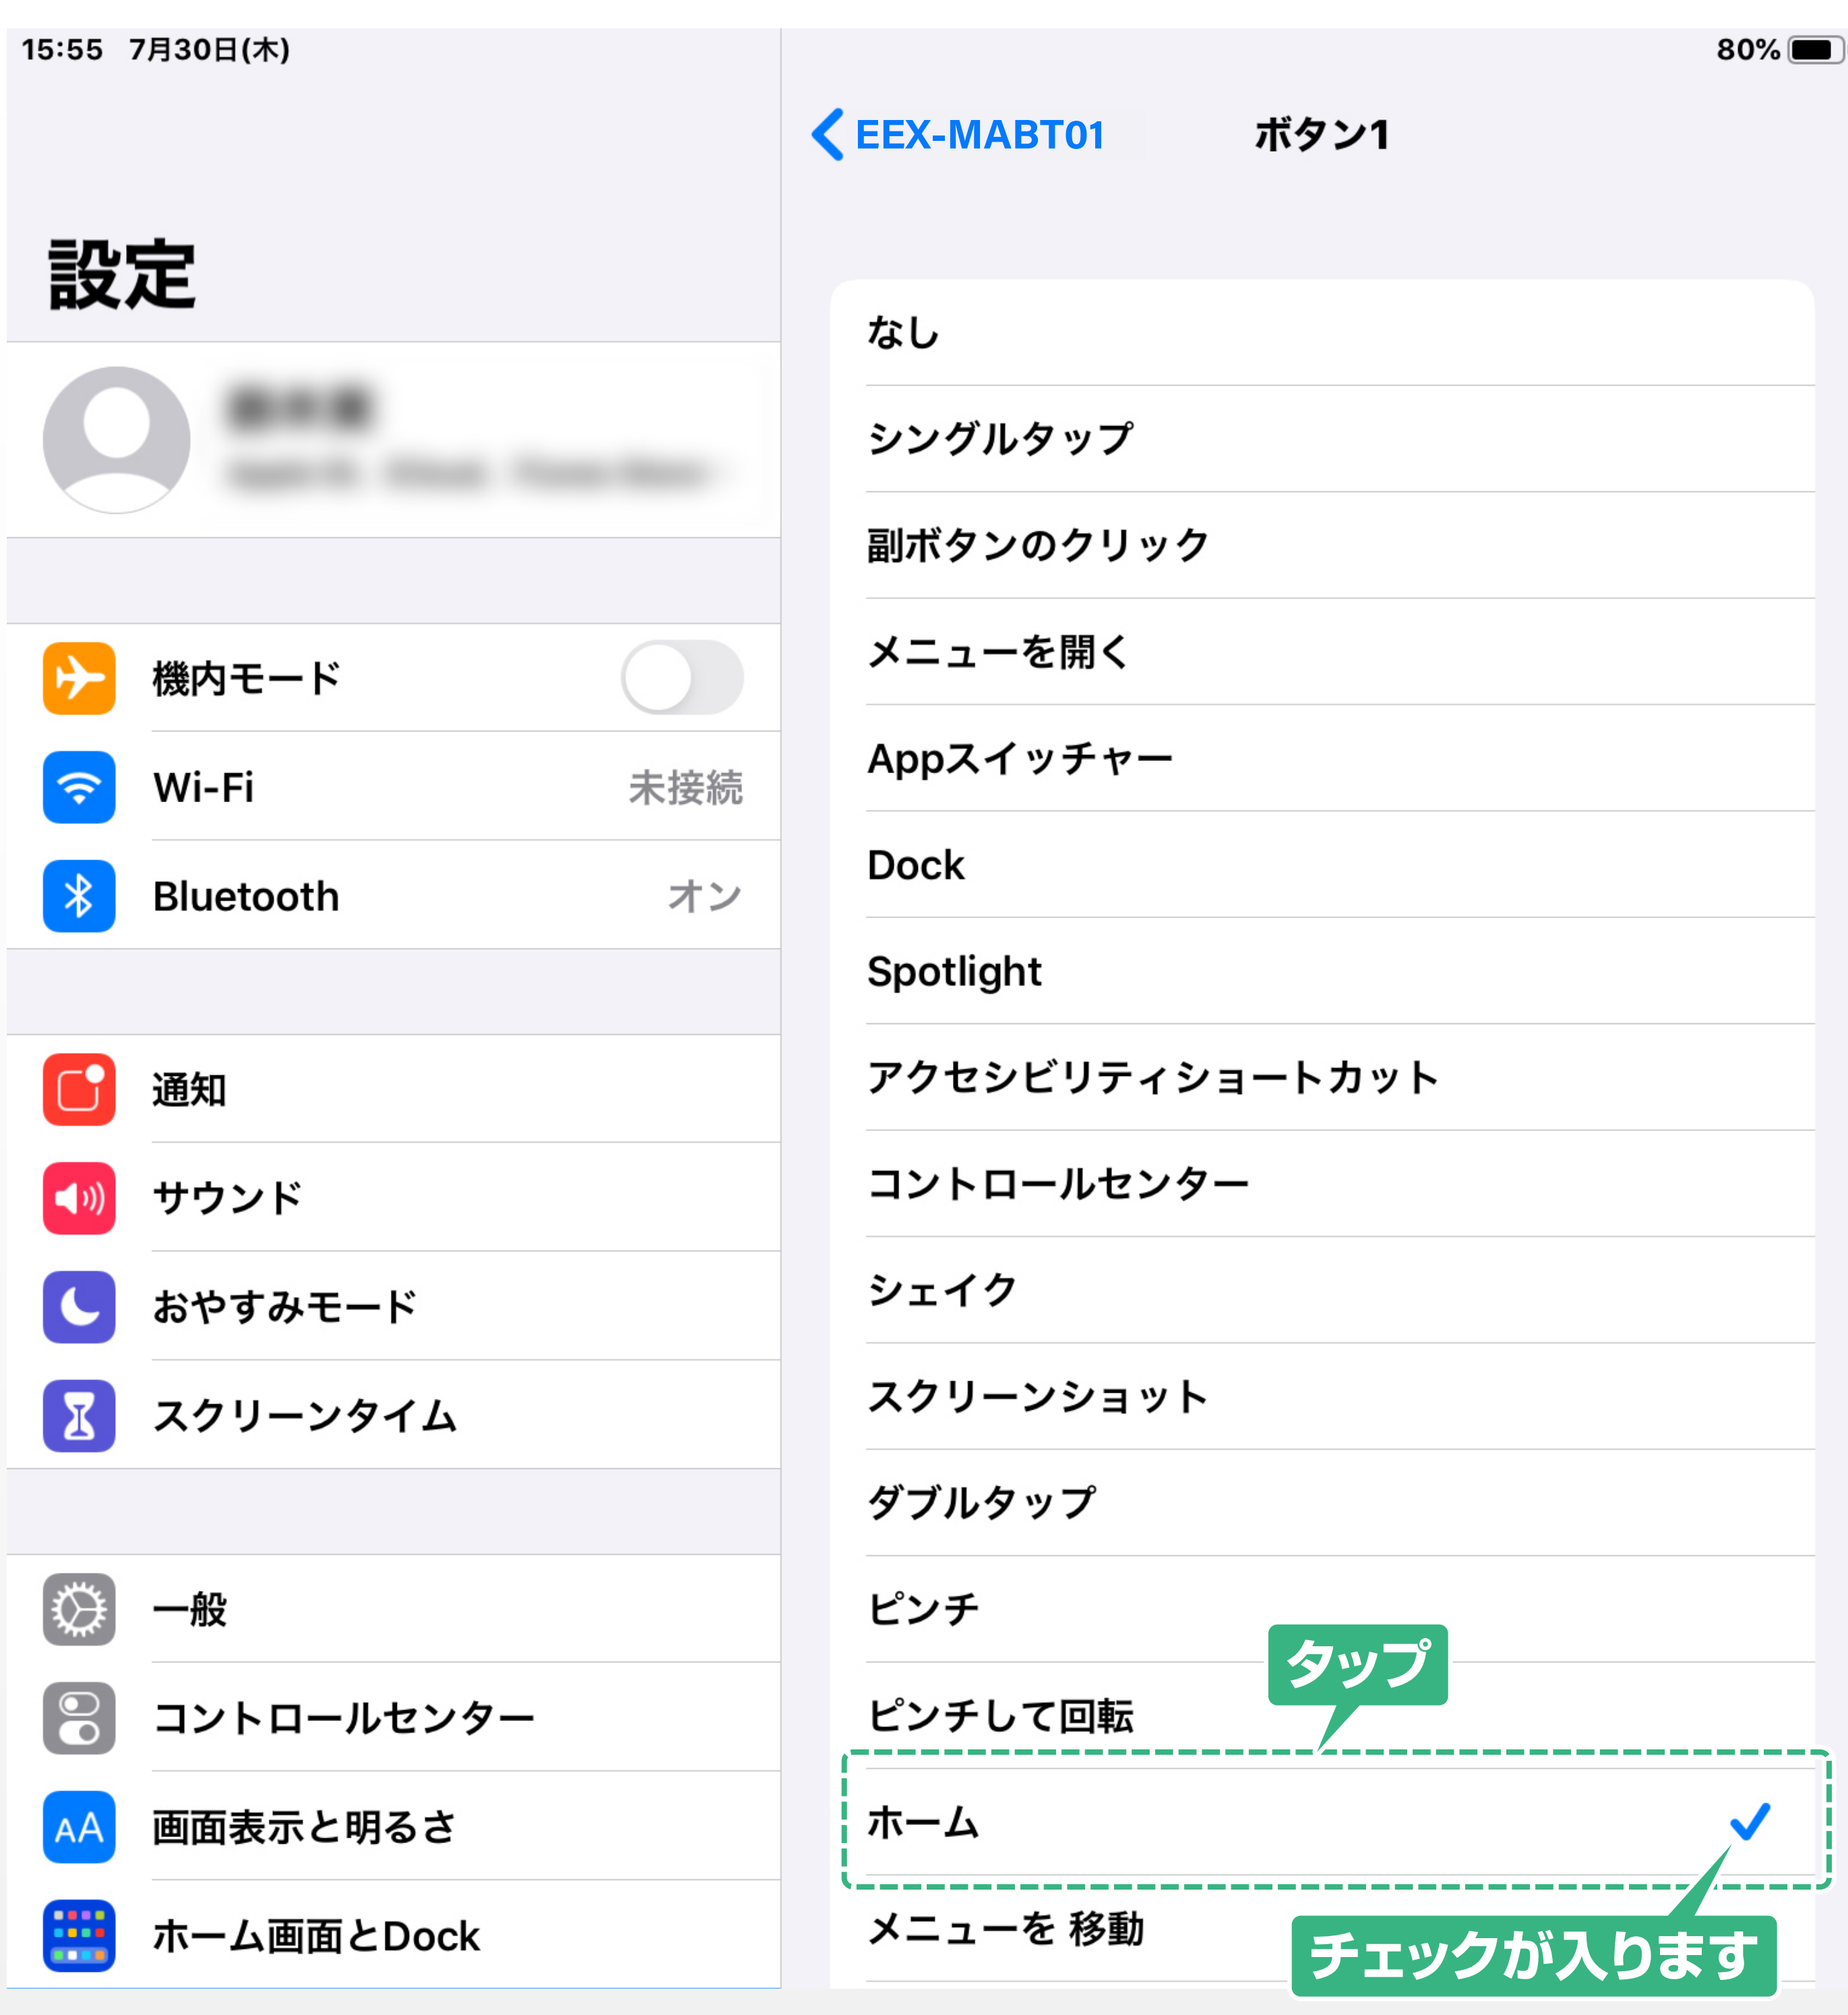 15:55 7月30日(木)
80%
設定
機内モード
Wi-Fi 未接続
Bluetooth オン
通知
サウンド
おやすみモード
スクリーンタイム
一般
コントロールセンター
AA 画面表示と明るさ
ホーム画面とDock
EEX-MABT01 ボタン1
なし
シングルタップ
副ボタンのクリック
メニューを開く
Appスイッチャー
Dock
Spotlight
アクセシビリティショートカット
コントロールセンター
シェイク
スクリーンショット
ダブルタップ
ピンチ
タップ
ピンチして回転
ホーム
メニューを 移動
チェックが入ります